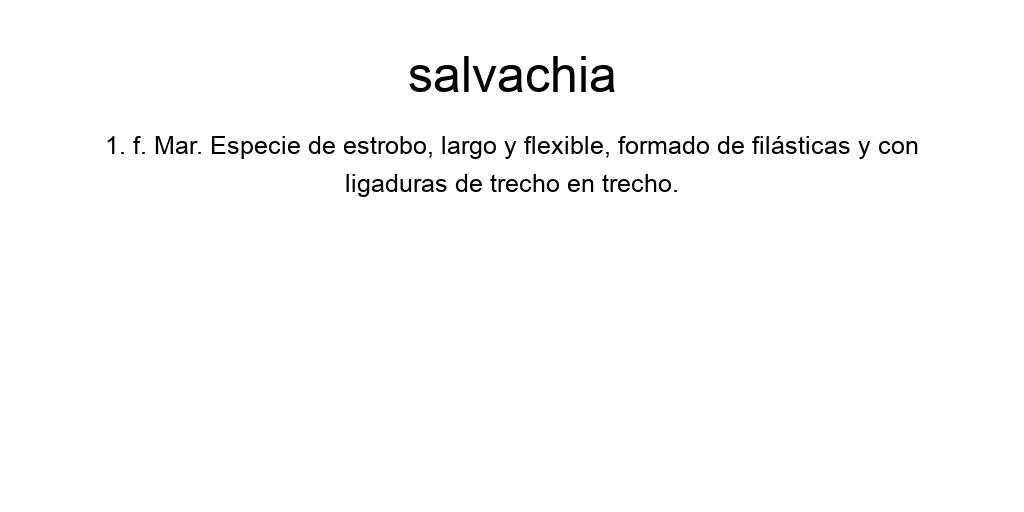 salvachia
1. f. Mar. Especie de estrobo, largo y flexible, formado de filásticas y con
ligaduras de trecho en trecho.